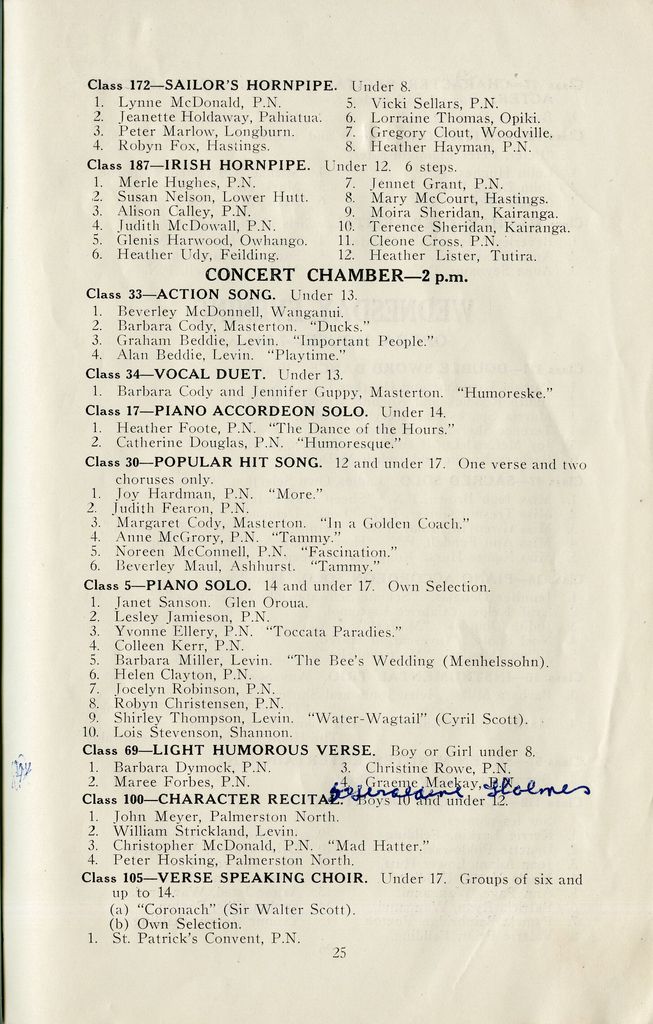 Class 172—SAILOR'S HORNPIPE. Under 8.
1. Lynne McDonald, P.N.
2. Jeanette Holdaway, Pahiatua.
3. Peter Marlow, Longburn.
4. Robyn Fox, Hastings.
5. Vicki Sellars, P.N.
6. Lorraine Thomas, Opiki.
7. Gregory Clout, Woodville.
8. Heather Hayman, P.N.
Class 187—IRISH HORNPIPE. Under 12. 6 steps.
1. Merle Hughes, P.N.
2. Susan Nelson, Lower Hutt.
3. Alison Calley, P.N.
4. Judith McDowall, P.N.
5. Glenis Harwood, Owhango.
6. Heather Udy, Feilding.
7. Jennet Grant, P.N.
8. Mary McCourt, Hastings.
9. Moira Sheridan, Kairanga.
10. Terence Sheridan, Kairanga.
11. Cleone Cross, P.N.
12. Heather Lister, Tutira.
CONCERT CHAMBER—2 p.m.
Class 33—ACTION SONG. Under 13.
1. Beverley McDonnell, Wanganui.
2. Barbara Cody, Masterton. "Ducks."
3. Graham Beddie, Levin. "Important People."
4. Alan Beddie, Levin. "Playtime."
Class 34—VOCAL DUET. Under 13.
1. Barbara Cody and Jennifer Guppy, Masterton. "Humoreske."
Class 17—PIANO ACCORDEON SOLO. Under 14.
1. Heather Foote, P.N. "The Dance of the Hours."
2. Catherine Douglas, P.N. "Humoresque."
Class 30—POPULAR HIT SONG. 12 and under 17. One verse and two
choruses only.
1. Joy Hardman, P.N. "More."
2. Judith Fearon, P.N.
3. Margaret Cody, Masterton. "In a Golden Coach."
4. Anne McGrory, P.N. "Tammy."
5. Noreen McConnell, P.N. "Fascination."
6. Beverley Maul, Ashhurst. "Tammy."
Class 5—PIANO SOLO. 14 and under 17. Own Selection.
1. Janet Sanson. Glen Oroua.
2. Lesley Jamieson, P.N.
3. Yvonne Ellery, P.N. "Toccata Paradies."
4. Colleen Kerr, P.N.
5. Barbara Miller, Levin. "The Bee's Wedding (Menhelssohn).
6. Helen Clayton, P.N.
7. Jocelyn Robinson, P.N.
8. Robyn Christensen, P.N.
9. Shirley Thompson, Levin. "Water-Wagtail" (Cyril Scott).
10. Lois Stevenson, Shannon.
Class 69—LIGHT HUMOROUS VERSE. Boy or Girl under 8.
1. Barbara Dymock, P.N.
2. Maree Forbes, P.N.
3. Christine Rowe, P.N.
4. Graeme Mackay, P.N.
5 Geraldine Holmes
Class 100—CHARACTER RECITAL. Boys 10 and under 12.
1. John Meyer, Palmerston North.
2. William Strickland, Levin.
3. Christopher McDonald, P.N. "Mad Hatter."
4. Peter Hosking, Palmerston North.
Class 105—VERSE SPEAKING CHOIR. Under 17. Groups of six and
up to 14.
(a) "Coronach" (Sir Walter Scott).
(b) Own Selection.
1. St. Patrick's Convent, P.N.
25